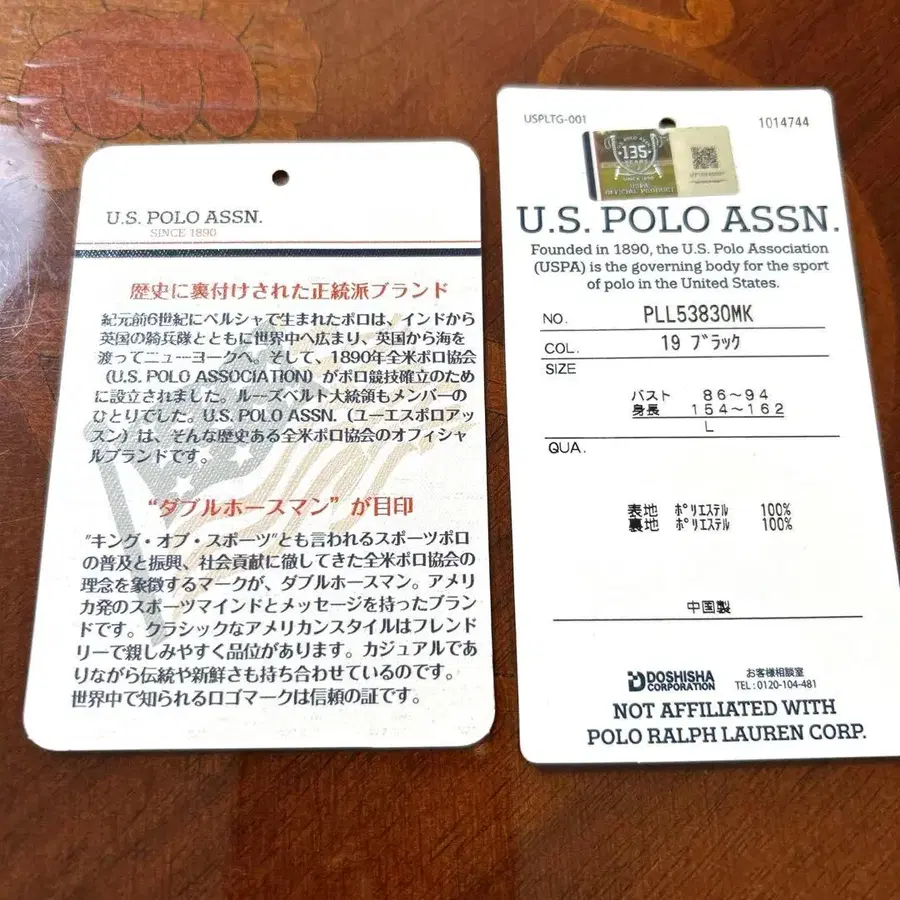 U.S. POLO ASSN.
SINCE 1890
歴史に裏付けされた正統派ブランド
紀元前6世紀にペルシャで生まれたポロは、インドから
英国の騎兵隊とともに世界中へ広まり、英国から海を
渡ってニューヨークへ。そして、1890年全米ポロ協会
(U.S. POLO ASSOCIATION) がポロ競技確立のため
に設立されました。ルーズベルト大統領もメンバーの
ひとりでした。U.S. POLO ASSN. (ユーエスポロアッ
スン) は、そんな歴史ある全米ポロ協会のオフィシャ
ルブランドです。
“ダブルホースマン”が目印
"キング・オブ・スポーツ"とも言われるスポーツポロ
の普及と振興、社会貢献に徹してきた全米ポロ協会の
理念を象徴するマークが、ダブルホースマン。アメリ
カ発のスポーツマインドとメッセージを持ったブラン
ドです。クラシックなアメリカンスタイルはフレンド
リーで親しみやすく品位があります。カジュアルであ
りながら伝統や新鮮さも持ち合わせているのです。
世界中で知られるロゴマークは信頼の証です。
USPLTG-001
1014744
135
YEARS
SINCE 1890
USPA
OFFICIAL PRODUCT
U.S. POLO ASSN.
Founded in 1890, the U.S. Polo Association
(USPA) is the governing body for the sport
of polo in the United States.
NO. PLL53830MK
COL. 19 ブラック
SIZE
バスト 86〜94
身長 154〜162
L
QUA.
表地 ポリエステル 100%
裏地 ポリエステル 100%
中国製
DOSHISHA
CORPORATION
お客様相談室
TEL:0120-104-481
NOT AFFILIATED WITH
POLO RALPH LAUREN CORP.